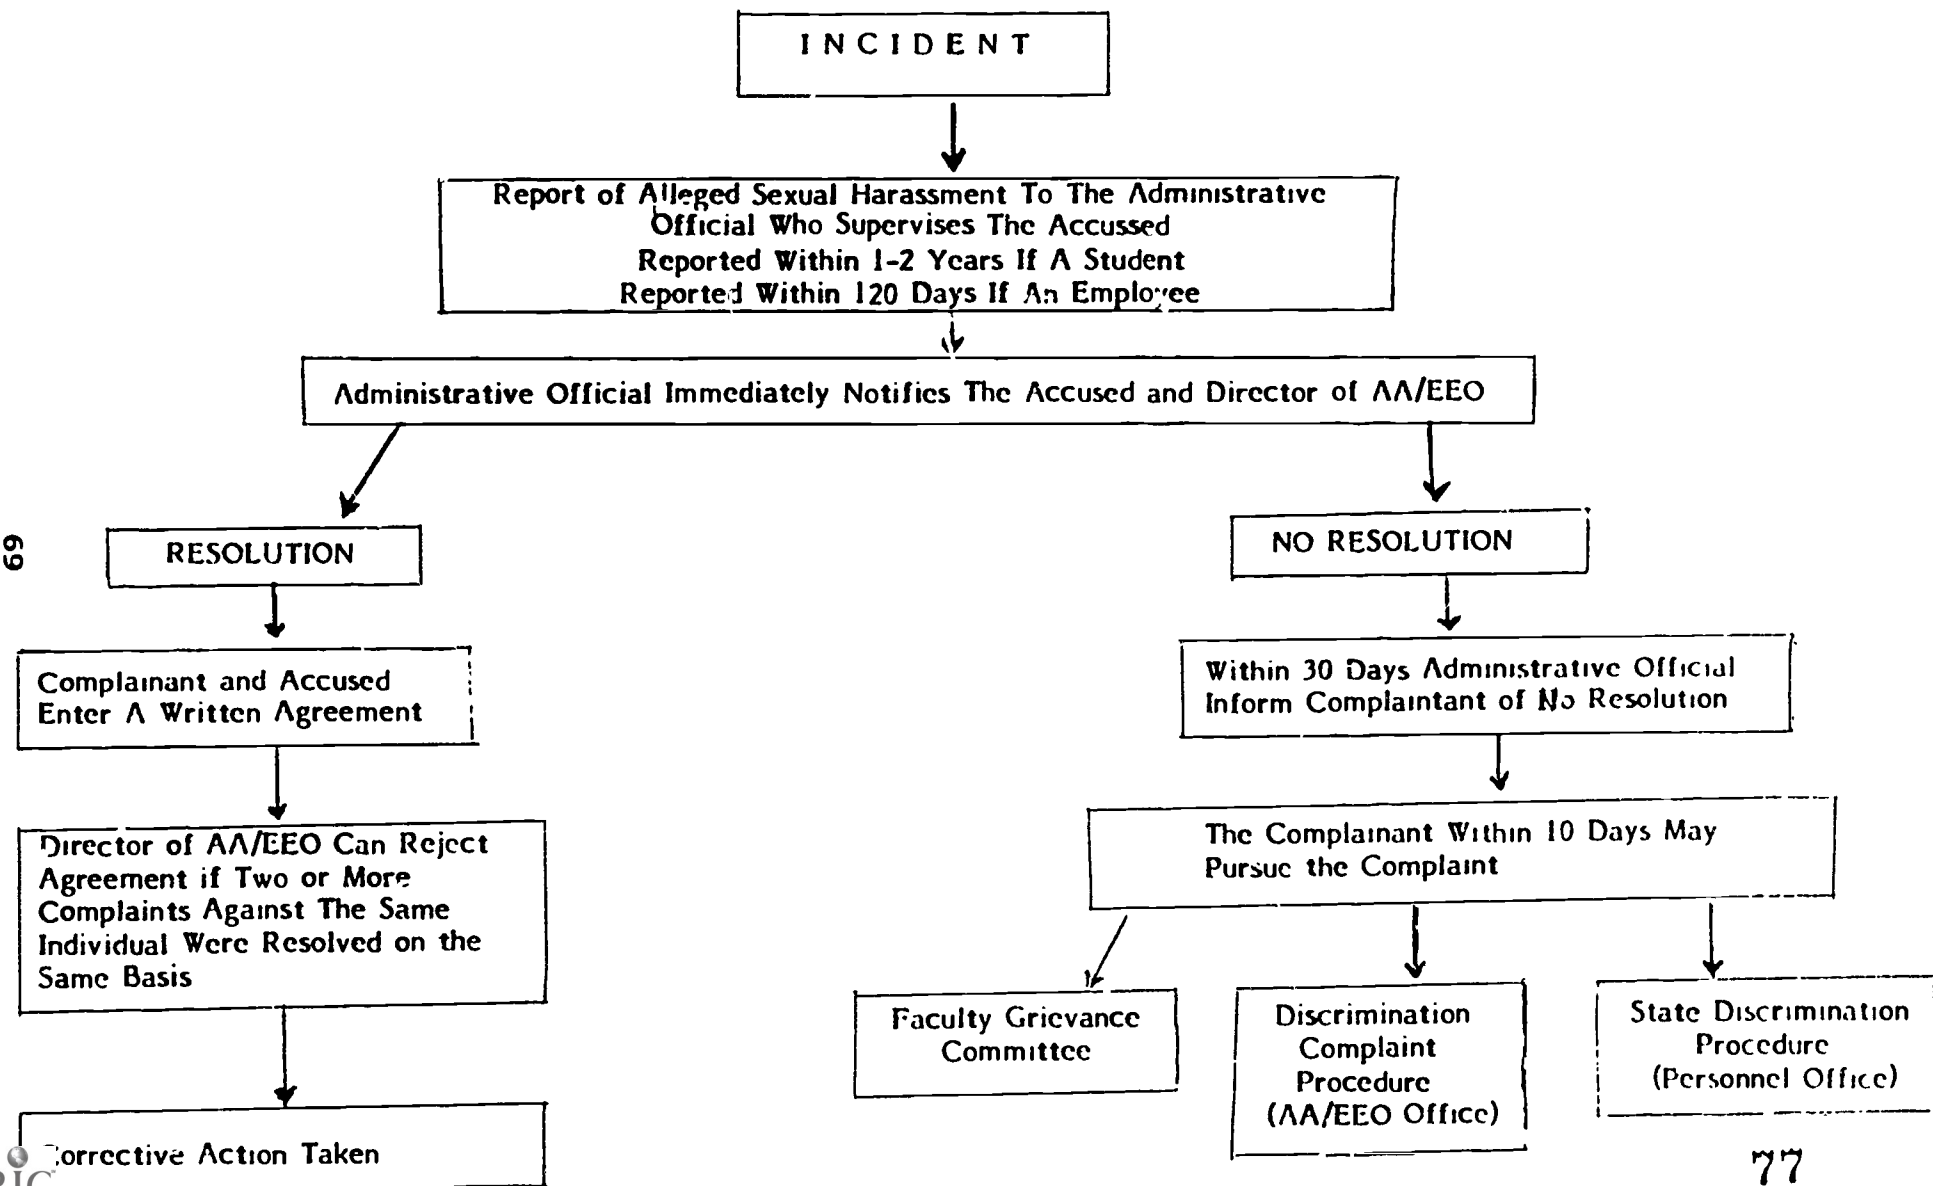 INCIDENT
Report of Alleged Sexual Harassment To The Administrative
Official Who Supervises The Accussed
Reported Within 1-2 Years If A Student
Reported Within 120 Days If An Employee
Administrative Official Immediately Notifies The Accused and Director of AA/EEO
69
RESOLUTION
NO RESOLUTION
Complainant and Accused
Enter A Written Agreement
Within 30 Days Administrative Official
Inform Complaintant of No Resolution
Director of AA/EEO Can Reject
Agreement if Two or More
Complaints Against The Same
Individual Were Resolved on the
Same Basis
The Complainant Within 10 Days May
Pursue the Complaint
Faculty Grievance
Committee
Discrimination
Complaint
Procedure
(AA/EEO Office)
State Discrimination
Procedure
(Personnel Office)
Corrective Action Taken
77